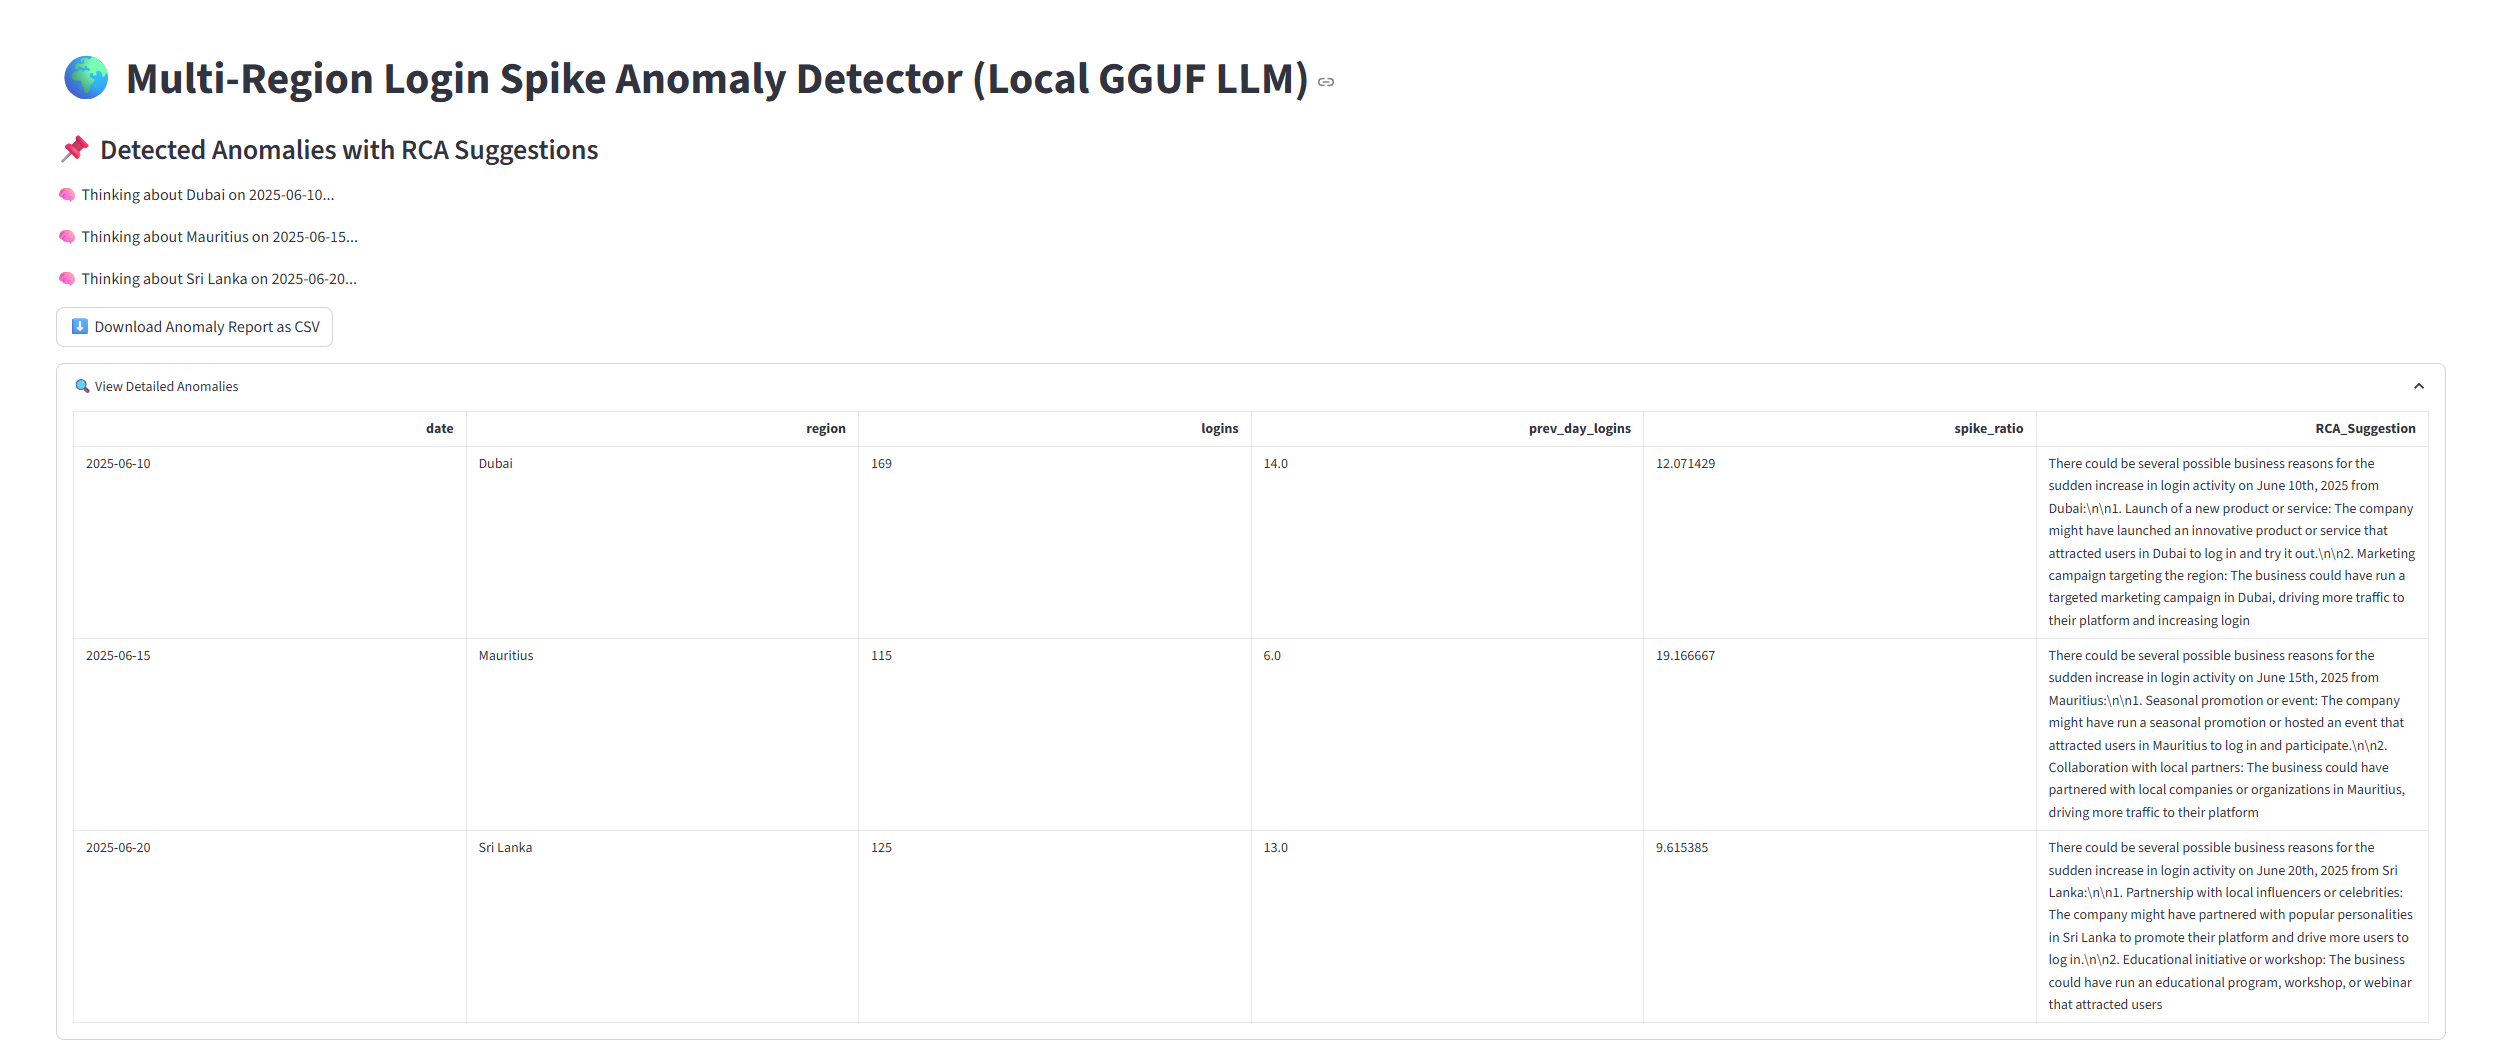 Multi-Region Login Spike Anomaly Detector (Local GGUF LLM)
Detected Anomalies with RCA Suggestions
Thinking about Dubai on 2025-06-10...
Thinking about Mauritius on 2025-06-15...
Thinking about Sri Lanka on 2025-06-20...
Download Anomaly Report as CSV
View Detailed Anomalies
date region logins prev_day_logins spike_ratio RCA_Suggestion
2025-06-10 Dubai 169 14.0 12.071429 There could be several possible business reasons for the
sudden increase in login activity on June 10th, 2025 from
Dubai:\n\n1. Launch of a new product or service: The company
might have launched an innovative product or service that
attracted users in Dubai to log in and try it out.\n\n2. Marketing
campaign targeting the region: The business could have run a
targeted marketing campaign in Dubai, driving more traffic to
their platform and increasing login
2025-06-15 Mauritius 115 6.0 19.166667 There could be several possible business reasons for the
sudden increase in login activity on June 15th, 2025 from
Mauritius:\n\n1. Seasonal promotion or event: The company
might have run a seasonal promotion or hosted an event that
attracted users in Mauritius to log in and participate.\n\n2.
Collaboration with local partners: The business could have
partnered with local companies or organizations in Mauritius,
driving more traffic to their platform
2025-06-20 Sri Lanka 125 13.0 9.615385 There could be several possible business reasons for the
sudden increase in login activity on June 20th, 2025 from Sri
Lanka:\n\n1. Partnership with local influencers or celebrities:
The company might have partnered with popular personalities
in Sri Lanka to promote their platform and drive more users to
log in.\n\n2. Educational initiative or workshop: The business
could have run an educational program, workshop, or webinar
that attracted users